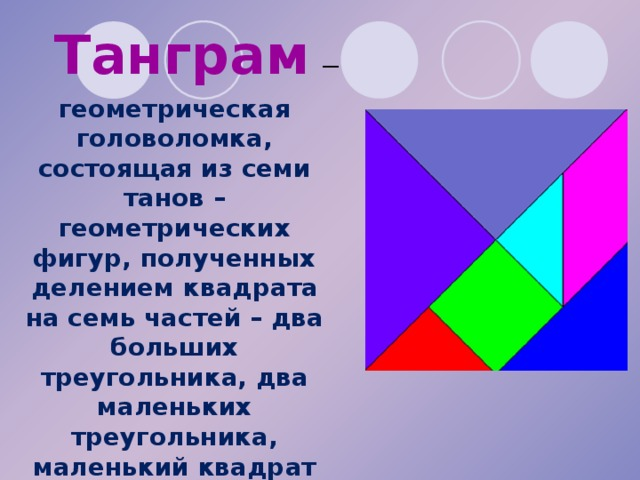 Танграм –
геометрическая
головоломка,
состоящая из семи
танов –
геометрических
фигур, полученных
делением квадрата
на семь частей – два
больших
треугольника, два
маленьких
треугольника,
маленький квадрат